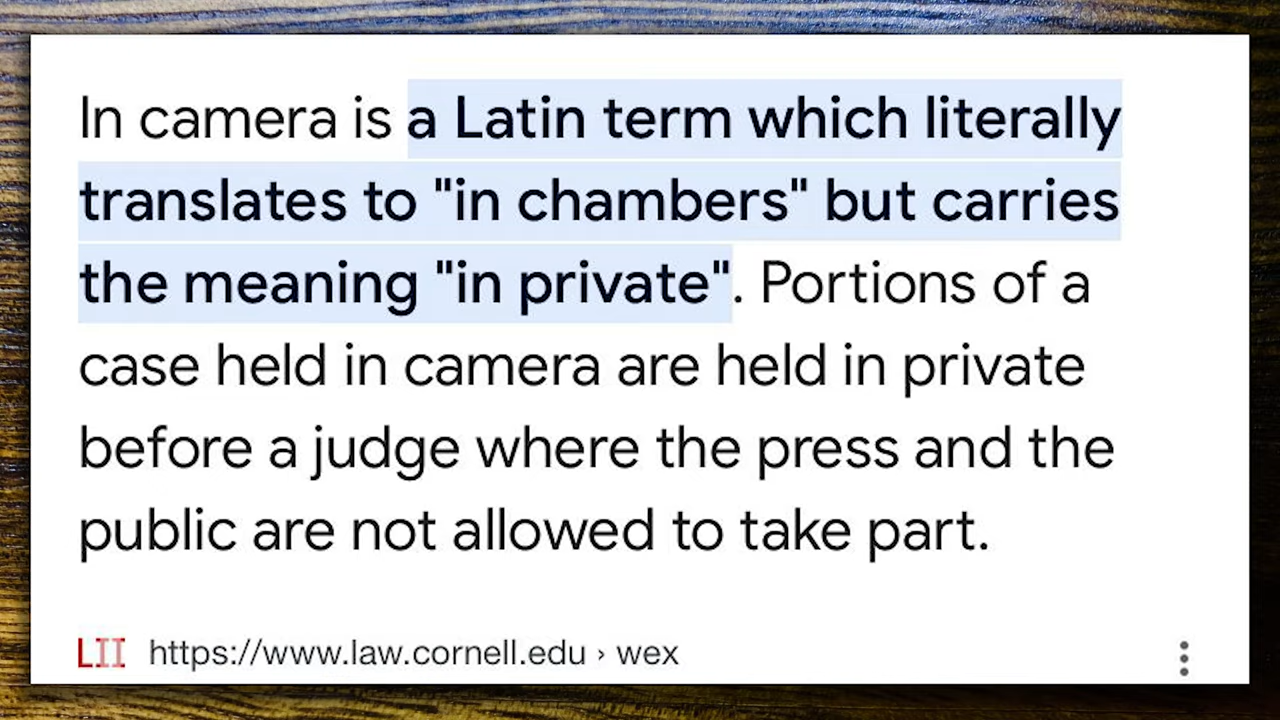 In camera is a Latin term which literally
translates to "in chambers" but carries
the meaning "in private". Portions of a
case held in camera are held in private
before a judge where the press and the
public are not allowed to take part.
LII https://www.law.cornell.edu › wex